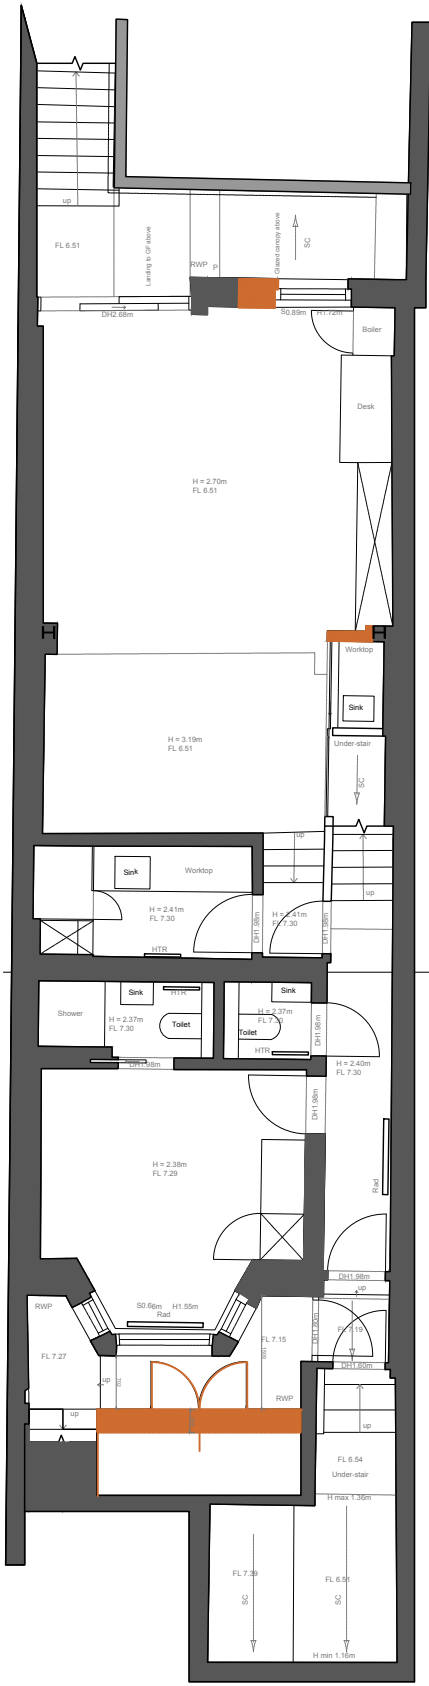 up
FL 6.51
Landing to GF above
RWP
P
Glazed canopy above
SC
DH2.68m
S0.89m
H1.72m
Boiler
Desk
H = 2.70m
FL 6.51
Worktop
Sink
H = 3.19m
FL 6.51
Under-stair
SC
up
up
Sink
Worktop
H = 2.41m
FL 7.30
HTR
DH1.98m
H = 2.41m
FL 7.30
DH1.98m
Shower
Sink
HTR
H = 2.37m
FL 7.30
Toilet
DH1.98m
Sink
H = 2.37m
FL 7.30
Toilet
HTR
DH1.98m
H = 2.40m
FL 7.30
DH1.98m
H = 2.38m
FL 7.29
Rad
DH1.98m
up
S0.66m
H1.55m
Rad
RWP
FL 7.15
DH1.80m
FL 7.19
FL 7.27
DH1.60m
up
702
RWP
up
up
FL 6.54
Under-stair
H max 1.36m
FL 7.39
SC
FL 6.51
SC
H min 1.16m